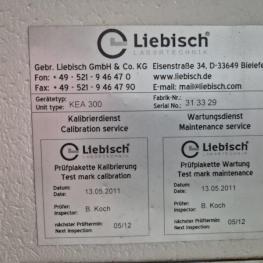 Liebisch®
LABORTECHNIK
Gebr. Liebisch GmbH & Co. KG Eisenstraße 34, D-33649 Bielefe
Fon: + 49 - 521 - 9 46 47 0 www.liebisch.de
Fax: + 49 - 521 - 9 46 47 90 E-mail: mail@liebisch.com
Gerätetyp: Fabrik-Nr.:
Unit type: KEA 300 Serial No.: 31 33 29
Kalibrierdienst Wartungsdienst
Calibration service Maintenance service
Liebisch® Liebisch®
LABORTECHNIK LABORTECHNIK
Prüfplakette Kalibrierung Prüfplakette Wartung
Test mark calibration Test mark maintenance
Datum: Datum:
Date: 13.05.2011 Date: 13.05.2011
Prüfer: Prüfer:
Inspector: B. Koch Inspector: B. Koch
nächster Prüftermin: nächster Prüftermin:
Next inspection: 05/12 Next inspection: 05/12